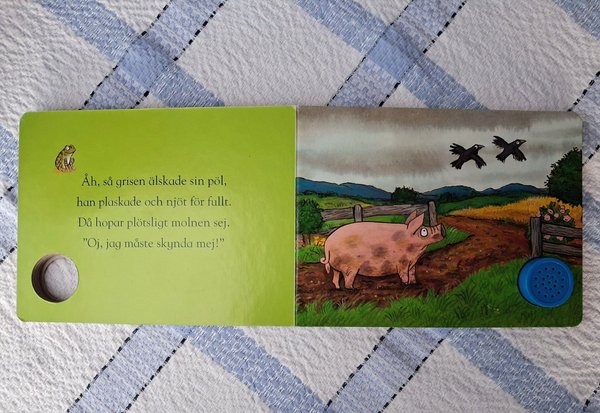 Åh, så grisen älskade sin pöl,
han plaskade och njöt för fullt.
Då hopar plötsligt molnen sej.
"Oj, jag måste skynda mej!"